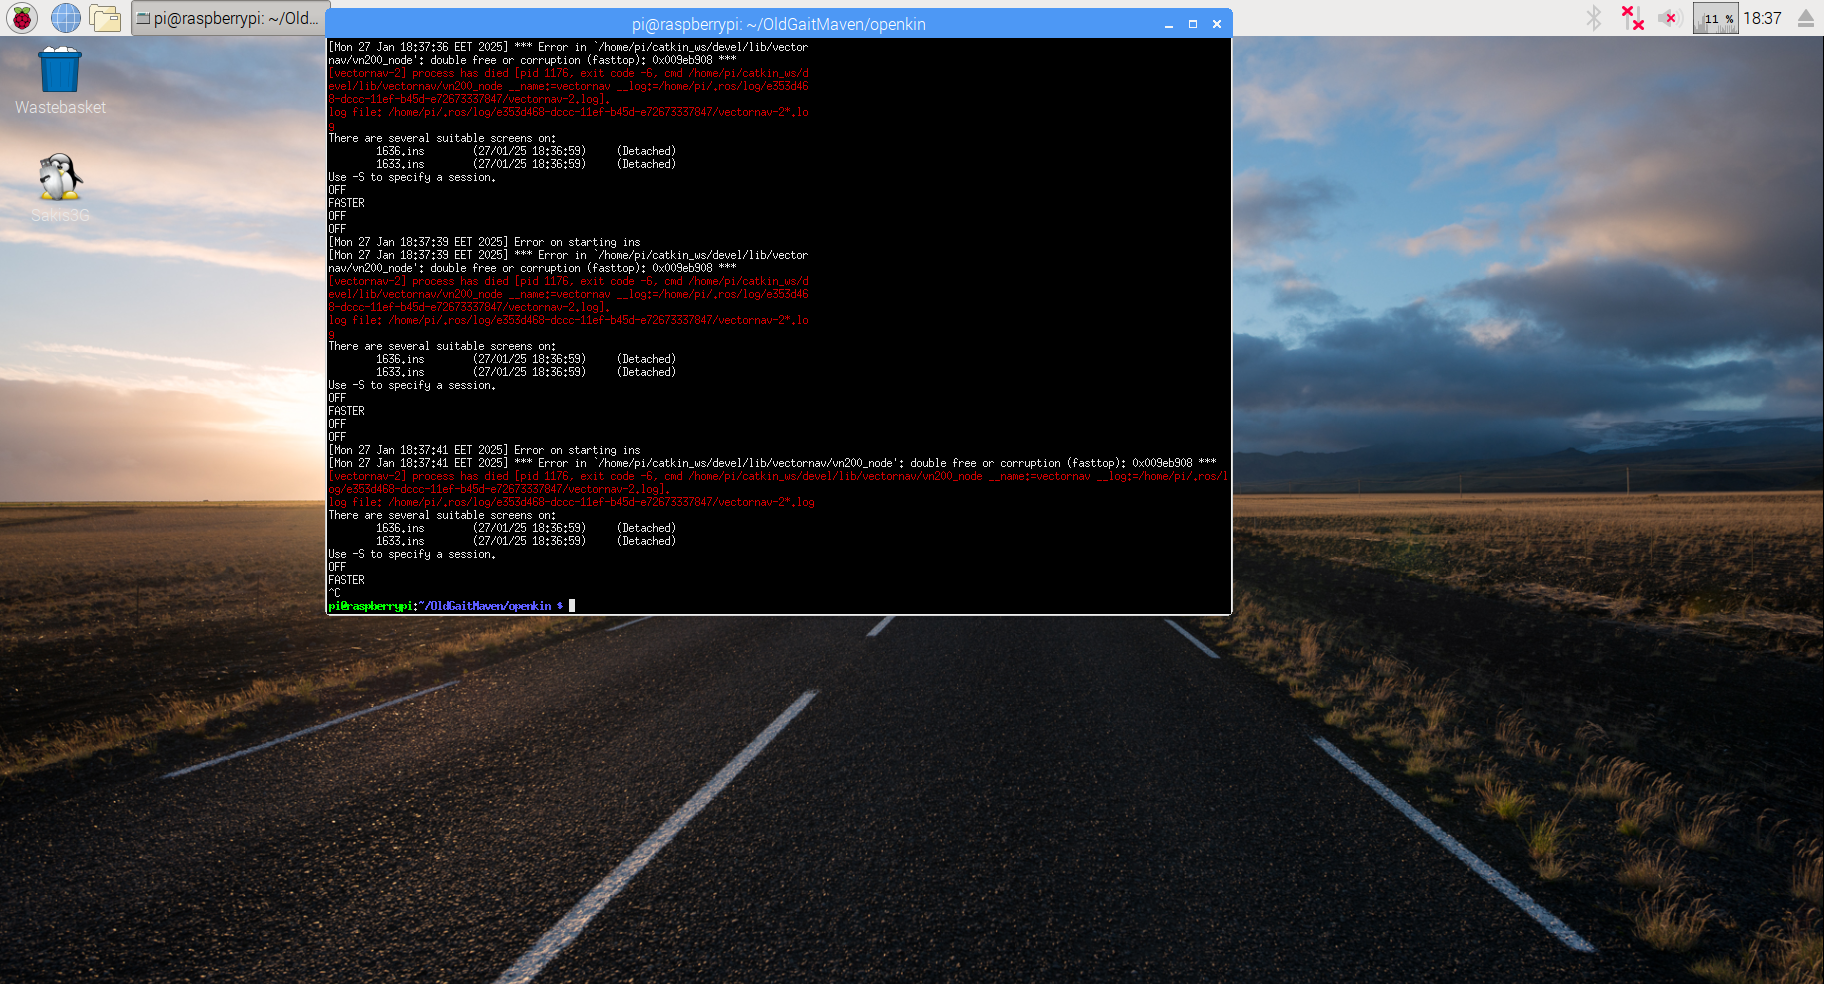 pi@raspberrypi: ~/Old...
pi@raspberrypi: ~/OldGaitMaven/openkin
11 %
18:37
Wastebasket
Sakis3G
[Mon 27 Jan 18:37:36 EET 2025] *** Error in `/home/pi/catkin_ws/devel/lib/vector
nav/vn200_node': double free or corruption (fasttop): 0x009eb908 ***
[vectornav-2] process has died [pid 1176, exit code -6, cmd /home/pi/catkin_ws/d
evel/lib/vectornav/vn200_node __name:=vectornav __log:=/home/pi/.ros/log/e353d46
8-dccc-11ef-b45d-e72673337847/vectornav-2.log].
log file: /home/pi/.ros/log/e353d468-dccc-11ef-b45d-e72673337847/vectornav-2*.lo
g
There are several suitable screens on:
1636.ins (27/01/25 18:36:59) (Detached)
1633.ins (27/01/25 18:36:59) (Detached)
Use -S to specify a session.
OFF
FASTER
OFF
OFF
[Mon 27 Jan 18:37:39 EET 2025] Error on starting ins
[Mon 27 Jan 18:37:39 EET 2025] *** Error in `/home/pi/catkin_ws/devel/lib/vector
nav/vn200_node': double free or corruption (fasttop): 0x009eb908 ***
[vectornav-2] process has died [pid 1176, exit code -6, cmd /home/pi/catkin_ws/d
evel/lib/vectornav/vn200_node __name:=vectornav __log:=/home/pi/.ros/log/e353d46
8-dccc-11ef-b45d-e72673337847/vectornav-2.log].
log file: /home/pi/.ros/log/e353d468-dccc-11ef-b45d-e72673337847/vectornav-2*.lo
g
There are several suitable screens on:
1636.ins (27/01/25 18:36:59) (Detached)
1633.ins (27/01/25 18:36:59) (Detached)
Use -S to specify a session.
OFF
FASTER
OFF
OFF
[Mon 27 Jan 18:37:41 EET 2025] Error on starting ins
[Mon 27 Jan 18:37:41 EET 2025] *** Error in `/home/pi/catkin_ws/devel/lib/vectornav/vn200_node': double free or corruption (fasttop): 0x009eb908 ***
[vectornav-2] process has died [pid 1176, exit code -6, cmd /home/pi/catkin_ws/devel/lib/vectornav/vn200_node __name:=vectornav __log:=/home/pi/.ros/l
og/e353d468-dccc-11ef-b45d-e72673337847/vectornav-2.log].
log file: /home/pi/.ros/log/e353d468-dccc-11ef-b45d-e72673337847/vectornav-2*.log
There are several suitable screens on:
1636.ins (27/01/25 18:36:59) (Detached)
1633.ins (27/01/25 18:36:59) (Detached)
Use -S to specify a session.
OFF
FASTER
^C
pi@raspberrypi:~/OldGaitMaven/openkin $